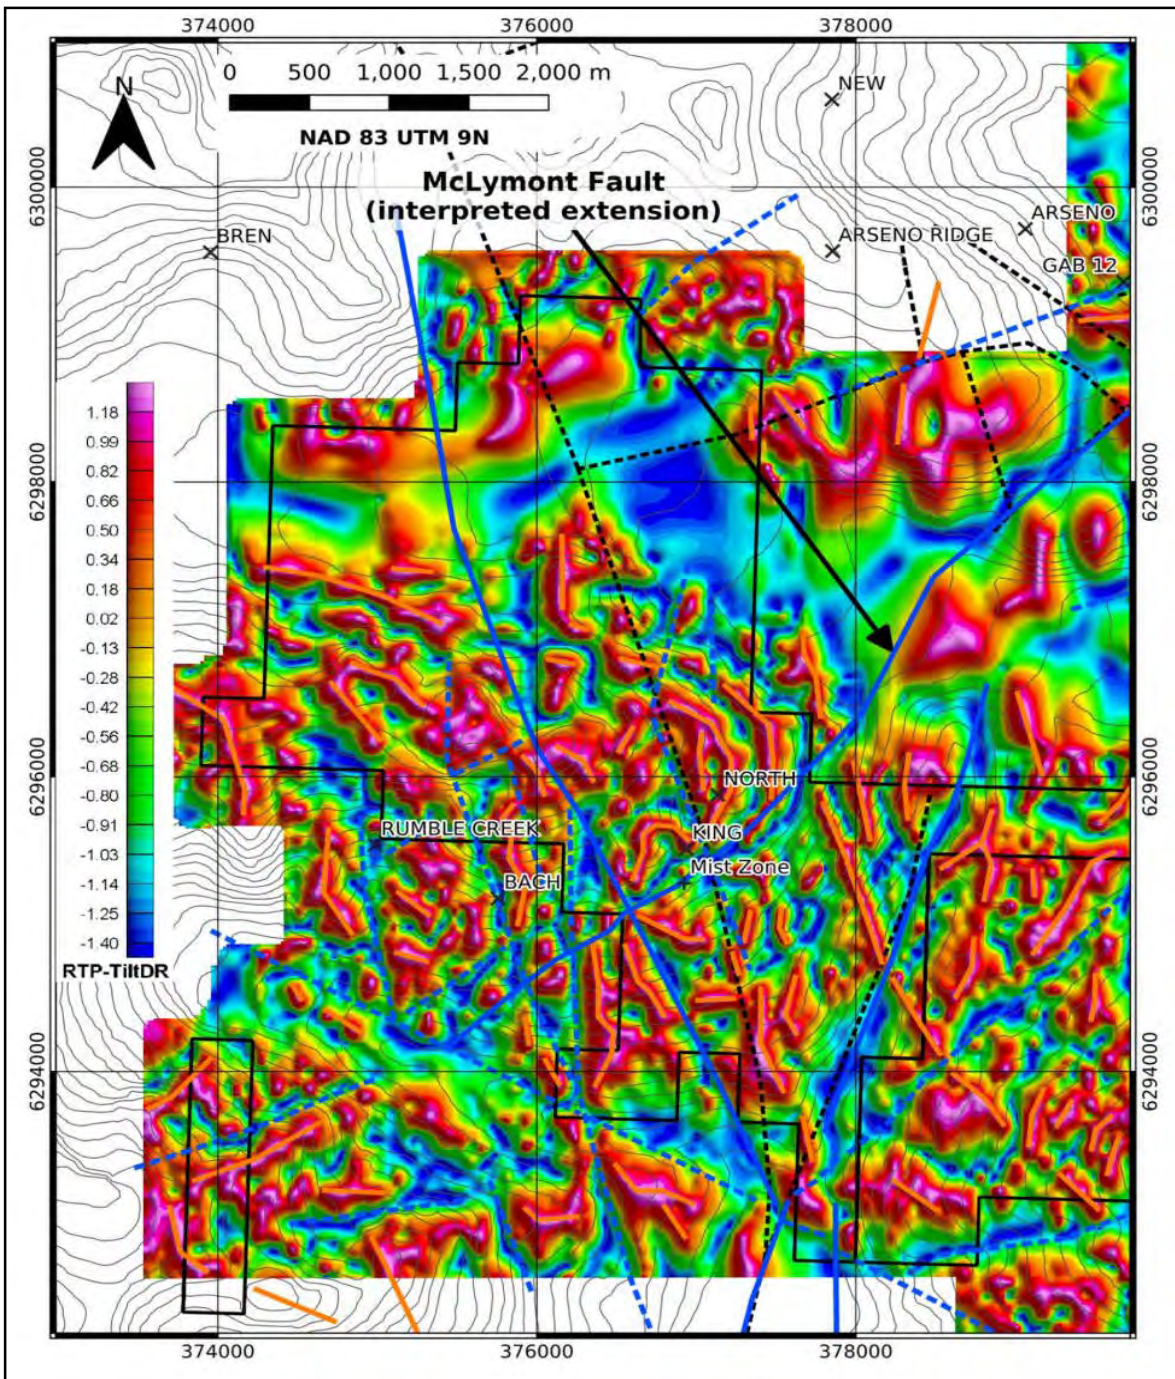 374000 376000 378000
N
0 500 1,000 1,500 2,000 m
NAD 83 UTM 9N
NEW
McLymont Fault
(interpreted extension)
6300000 6300000
ARSENO
BREN
ARSENO RIDGE
GAB 12
1.18
0.99
0.82
0.66
0.50
0.34
0.18
0.02
-0.13
-0.28
-0.42
-0.56
-0.68
-0.80
-0.91
-1.03
-1.14
-1.25
-1.40
RTP-TiltDR
6298000 6298000
6296000 6296000
NORTH
RUMBLE CREEK
KING
Mist Zone
BACH
6294000 6294000
374000 376000 378000